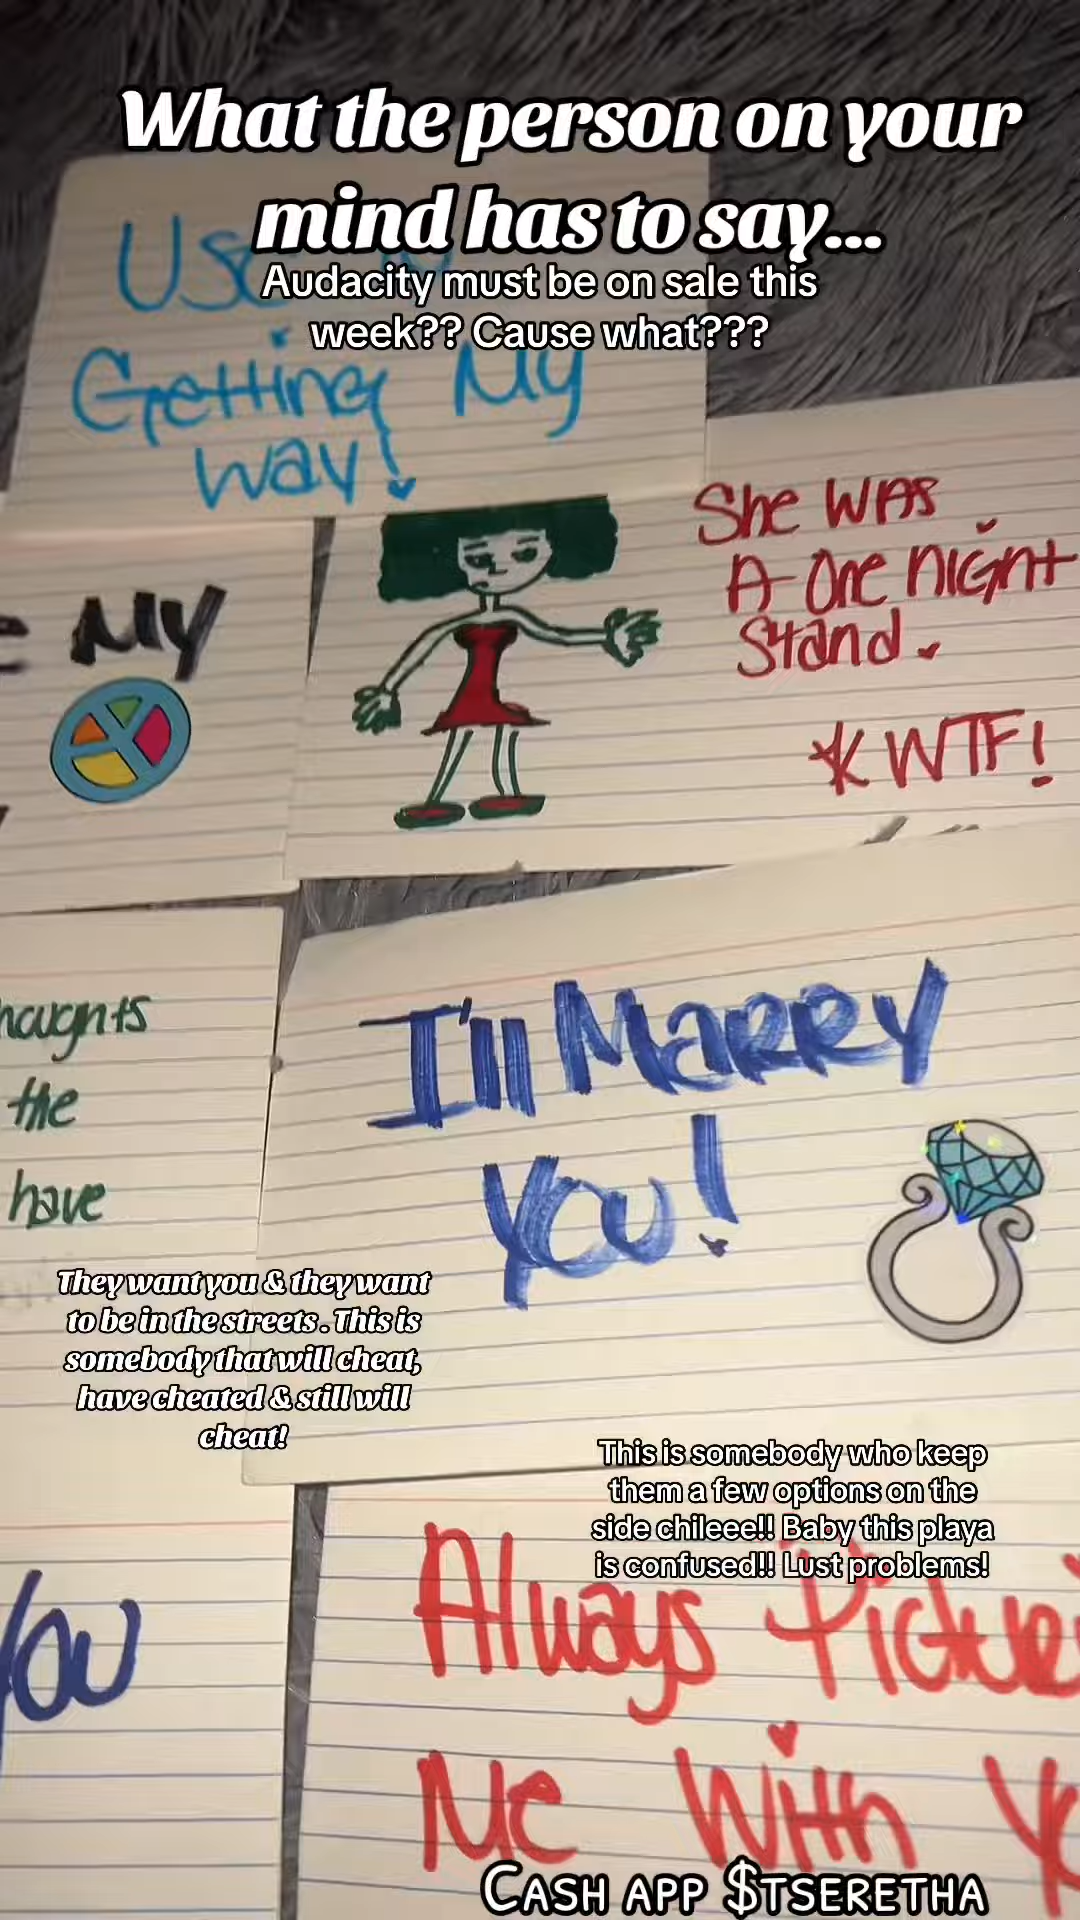 What the person on your
mind has to say...
Audacity must be on sale this
week?? Cause what???
Getting My
Way!
My
She WAS
A One Night
Stand.
*WTF!
the
have
I'll Marry
You!
They want you & they want
to be in the streets. This is
somebody that will cheat,
have cheated & still will
cheat!
This is somebody who keep
them a few options on the
side chileee!! Baby this playa
is confused!! Lust problems!
You
Always
Me With
Cash app $tseretha